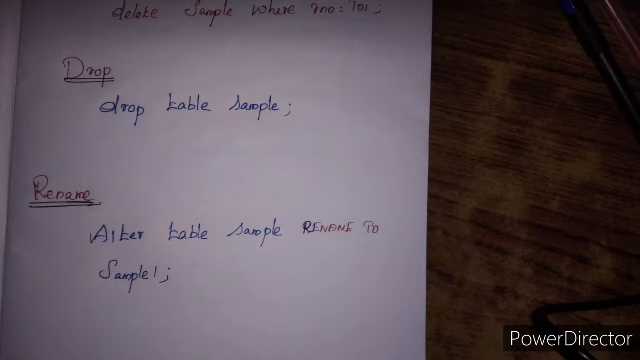 delete Sample where rno=101;
Drop
drop table sample;
Rename
Alter table sample RENAME TO
Sample1;
PowerDirector